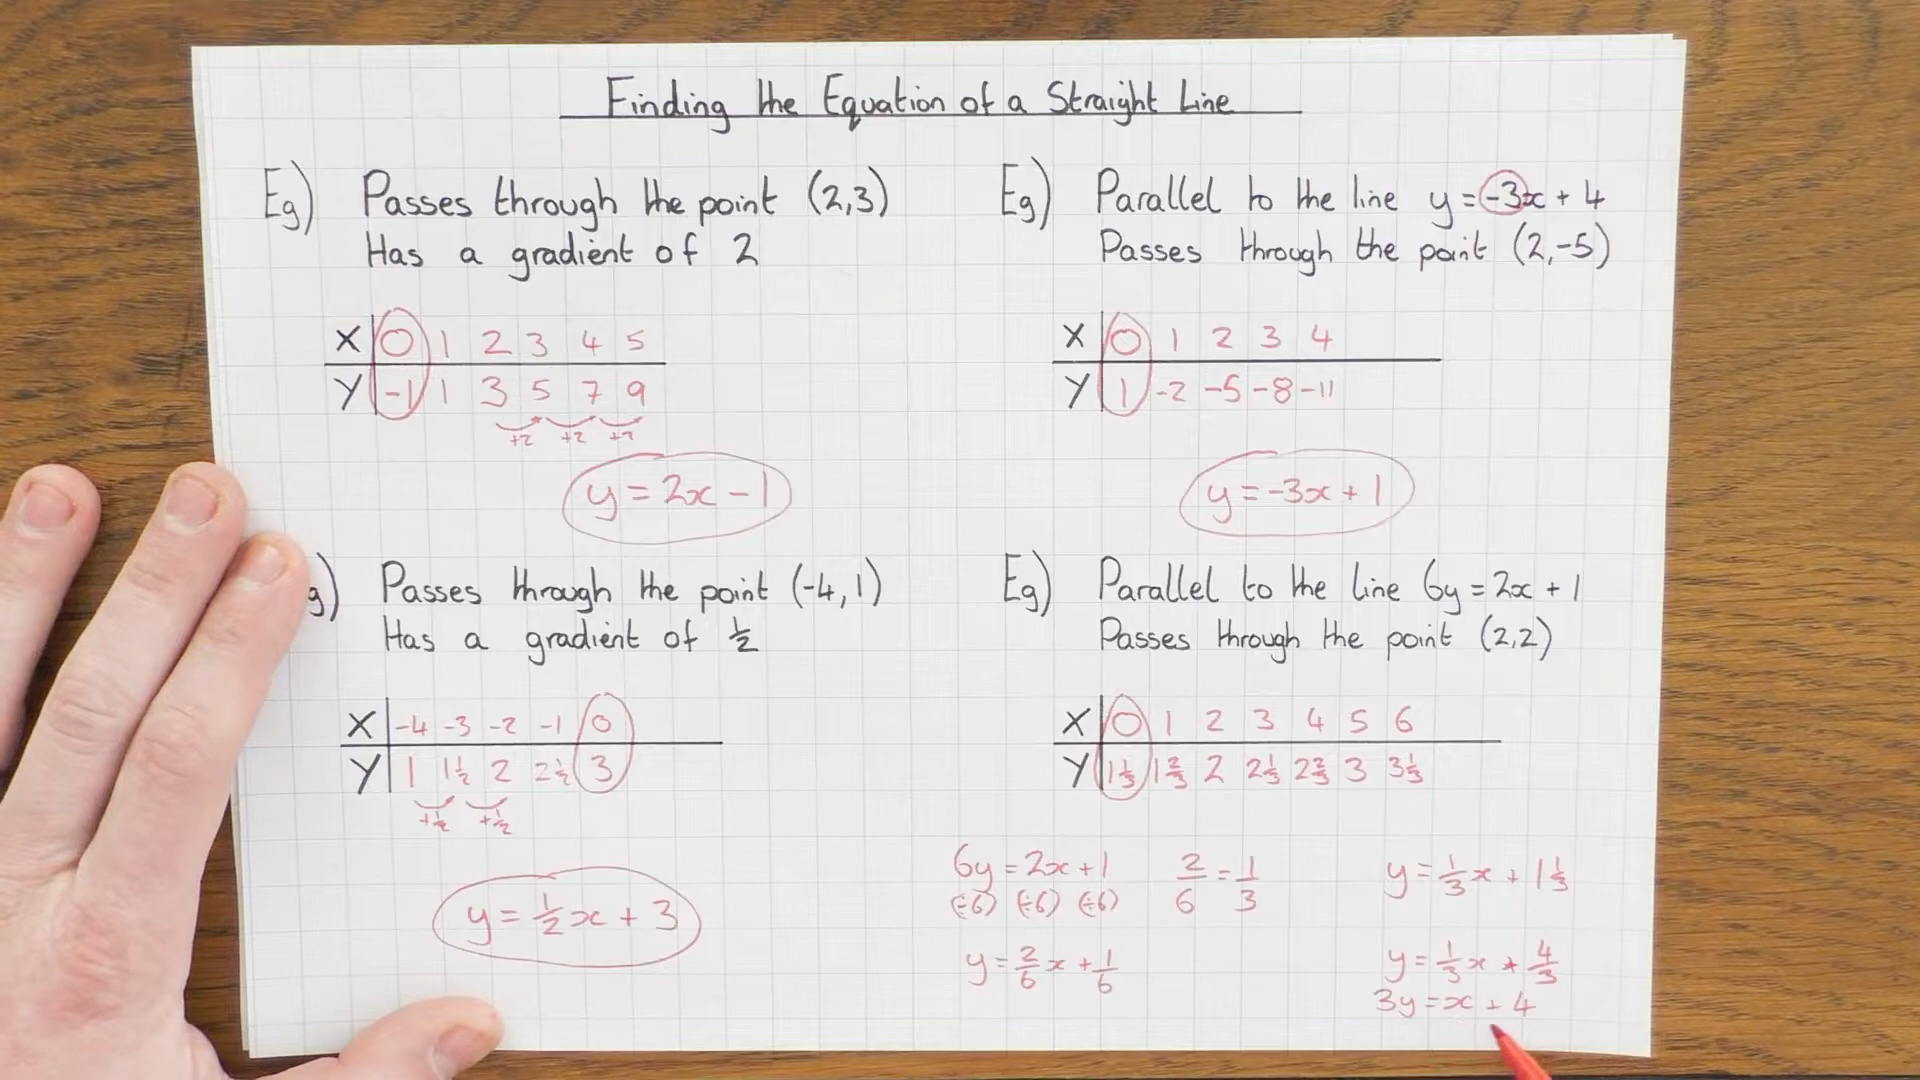 Finding the Equation of a Straight Line
Eg) Passes through the point (2,3)
Has a gradient of 2
X 0 1 2 3 4 5
Y -1 1 3 5 7 9
+2 +2 +2
y = 2x - 1
Eg) Parallel to the line y = -3x + 4
Passes through the point (2,-5)
X 0 1 2 3 4
Y 1 -2 -5 -8 -11
y = -3x + 1
g) Passes through the point (-4,1)
Has a gradient of ½
X -4 -3 -2 -1 0
Y 1 1½ 2 2½ 3
+½ +½
y = ½x + 3
Eg) Parallel to the line 6y = 2x + 1
Passes through the point (2,2)
X 0 1 2 3 4 5 6
Y 1⅓ 1⅔ 2 2⅓ 2⅔ 3 3⅓
6y = 2x + 1
(÷6) (÷6) (÷6)
y = 2/6 x + 1/6
2/6 = 1/3
y = ⅓x + 1⅓
y = ⅓x + 4/3
3y = x + 4